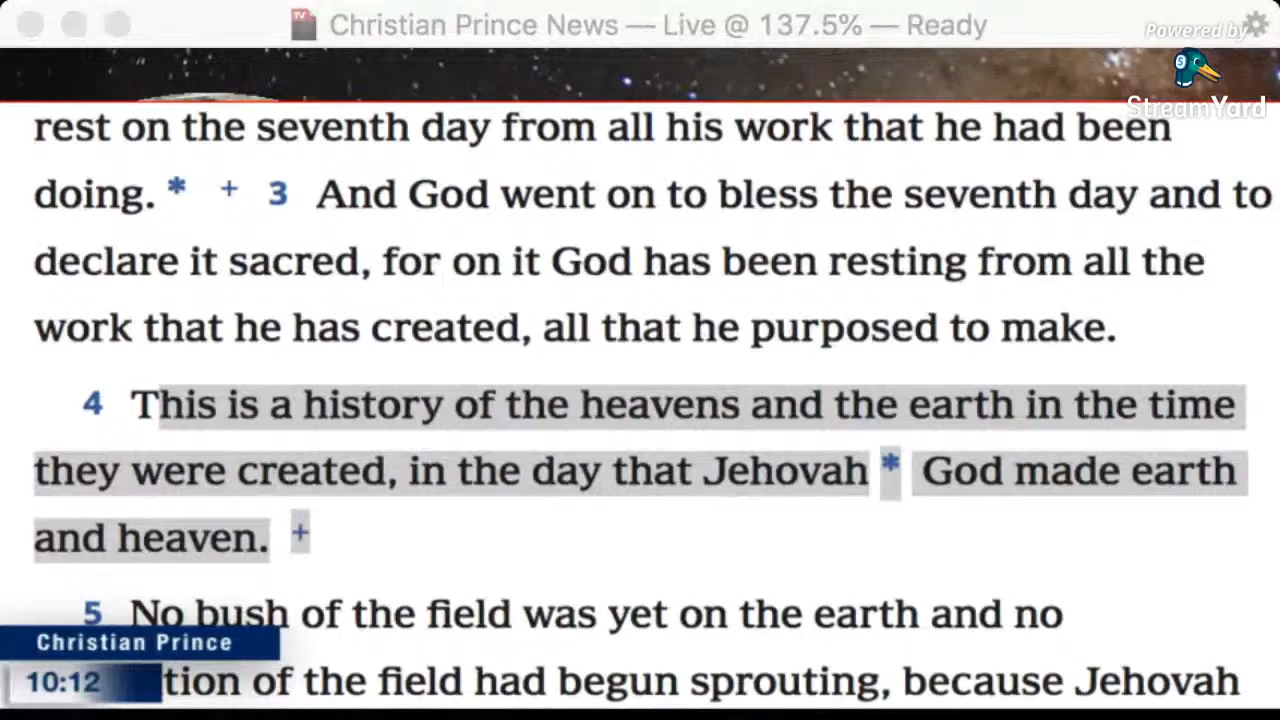 Christian Prince News — Live @ 137.5% — Ready
Powered by
StreamYard
rest on the seventh day from all his work that he had been
doing. * + 3 And God went on to bless the seventh day and to
declare it sacred, for on it God has been resting from all the
work that he has created, all that he purposed to make.
4 This is a history of the heavens and the earth in the time
they were created, in the day that Jehovah * God made earth
and heaven. +
5 No bush of the field was yet on the earth and no
Christian Prince
10:12
tion of the field had begun sprouting, because Jehovah